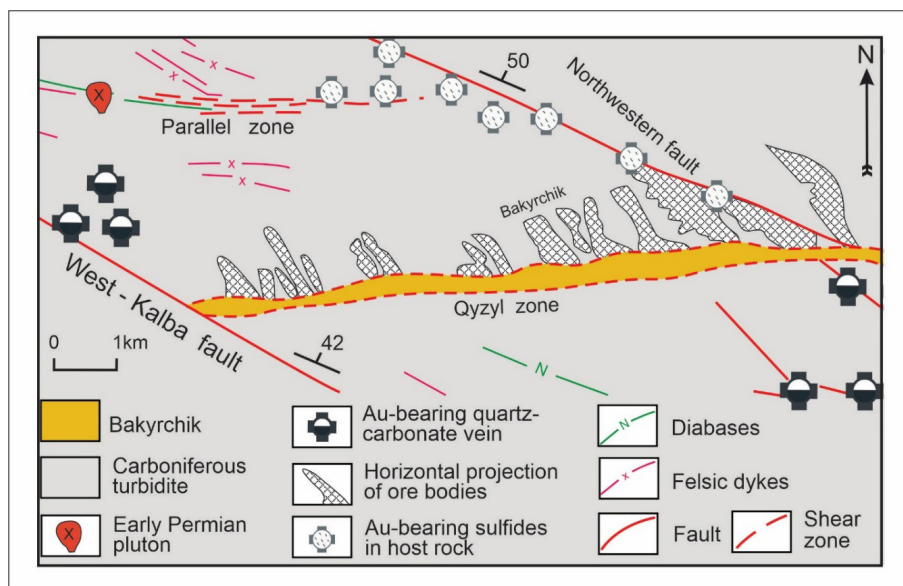 N
50
Northwestern fault
x
x
X
Parallel zone
x
x
Bakyrchik
West - Kalba fault
Qyzyl zone
0 1km
42
N
Bakyrchik
Carboniferous
turbidite
X
Early Permian
pluton
Au-bearing quartz-
carbonate vein
Horizontal projection
of ore bodies
Au-bearing sulfides
in host rock
N
Diabases
x
Felsic dykes
Fault
Shear
zone